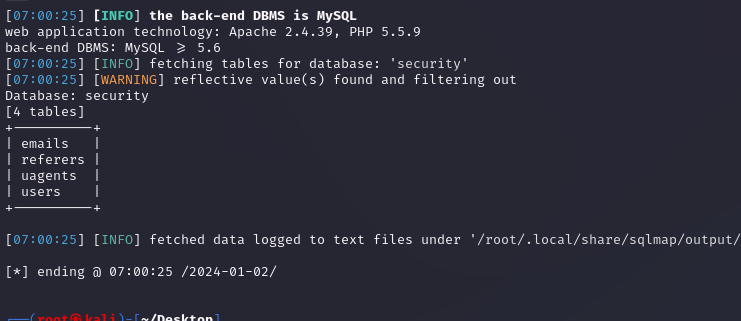 [07:00:25] [INFO] the back-end DBMS is MySQL
web application technology: Apache 2.4.39, PHP 5.5.9
back-end DBMS: MySQL ≥ 5.6
[07:00:25] [INFO] fetching tables for database: 'security'
[07:00:25] [WARNING] reflective value(s) found and filtering out
Database: security
[4 tables]
+----------+
| emails   |
| referers |
| uagents  |
| users    |
+----------+
[07:00:25] [INFO] fetched data logged to text files under '/root/.local/share/sqlmap/output/
[*] ending @ 07:00:25 /2024-01-02/
┌──(root㉿kali)-[~/Desktop]